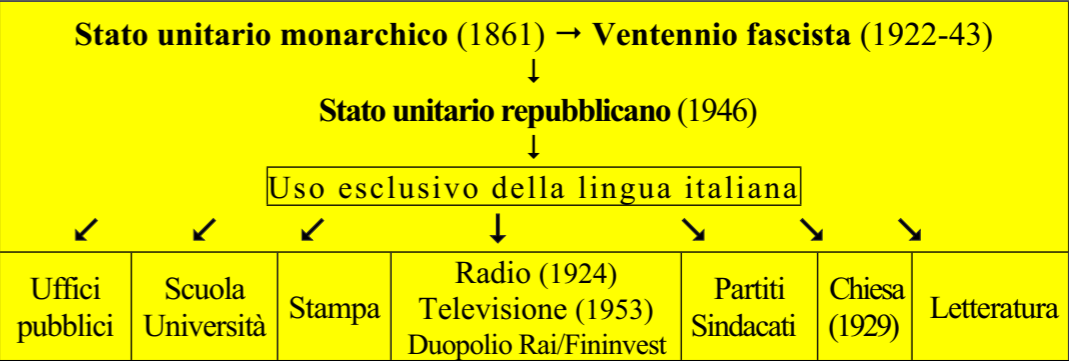 Stato unitario monarchico (1861) → Ventennio fascista (1922-43)
↓
Stato unitario repubblicano (1946)
↓
Uso esclusivo della lingua italiana
↙ ↙ ↙ ↓ ↘ ↘ ↘
Uffici
pubblici
Scuola
Università
Stampa
Radio (1924)
Televisione (1953)
Duopolio Rai/Fininvest
Partiti
Sindacati
Chiesa
(1929)
Letteratura